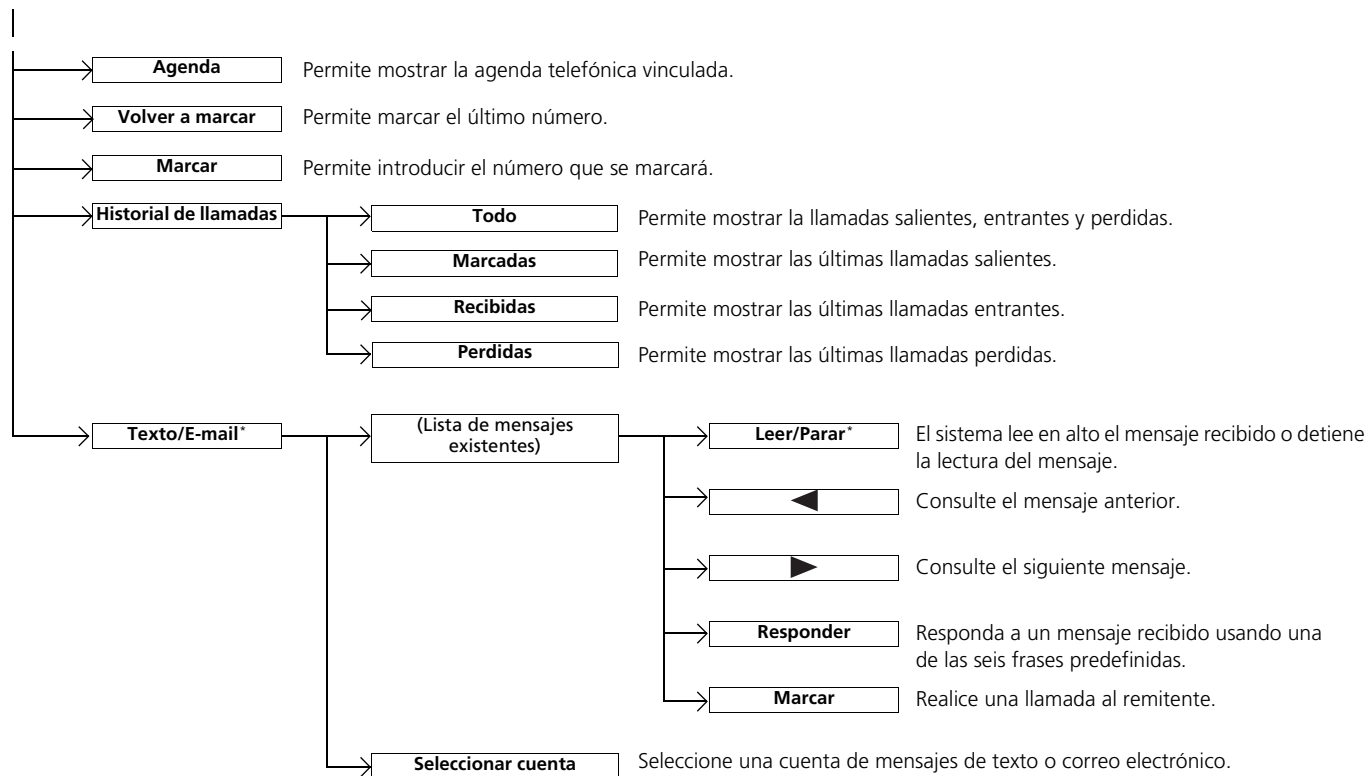 Agenda Permite mostrar la agenda telefónica vinculada.
Volver a marcar Permite marcar el último número.
Marcar Permite introducir el número que se marcará.
Historial de llamadas Todo Permite mostrar la llamadas salientes, entrantes y perdidas.
Marcadas Permite mostrar las últimas llamadas salientes.
Recibidas Permite mostrar las últimas llamadas entrantes.
Perdidas Permite mostrar las últimas llamadas perdidas.
Texto/E-mail*
(Lista de mensajes
existentes)
Leer/Parar* El sistema lee en alto el mensaje recibido o detiene
la lectura del mensaje.
Consulte el mensaje anterior.
Consulte el siguiente mensaje.
Responder Responda a un mensaje recibido usando una
de las seis frases predefinidas.
Marcar Realice una llamada al remitente.
Seleccionar cuenta Seleccione una cuenta de mensajes de texto o correo electrónico.